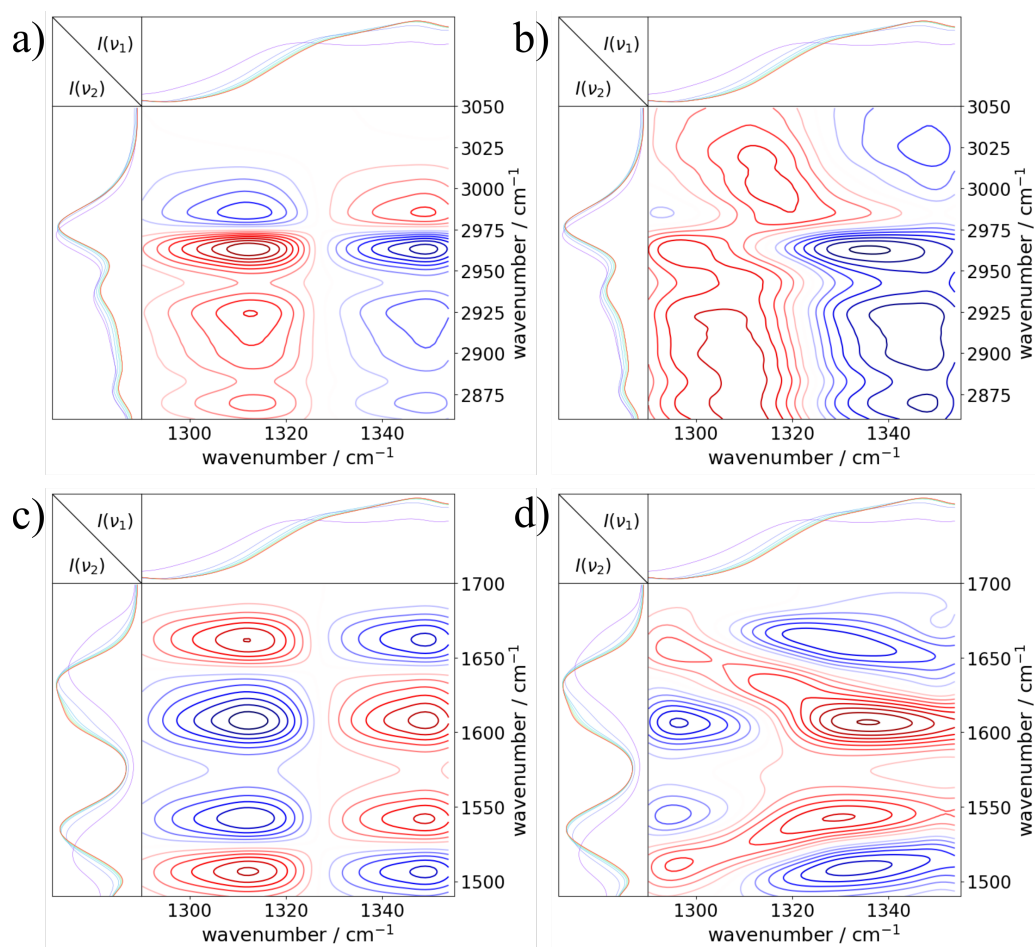 a)
I(ν₁)
I(ν₂)
3050
3025
3000
2975
2950
2925
2900
2875
wavenumber / cm⁻¹
1300 1320 1340
wavenumber / cm⁻¹
b)
I(ν₁)
I(ν₂)
3050
3025
3000
2975
2950
2925
2900
2875
wavenumber / cm⁻¹
1300 1320 1340
wavenumber / cm⁻¹
c)
I(ν₁)
I(ν₂)
1700
1650
1600
1550
1500
wavenumber / cm⁻¹
1300 1320 1340
wavenumber / cm⁻¹
d)
I(ν₁)
I(ν₂)
1700
1650
1600
1550
1500
wavenumber / cm⁻¹
1300 1320 1340
wavenumber / cm⁻¹